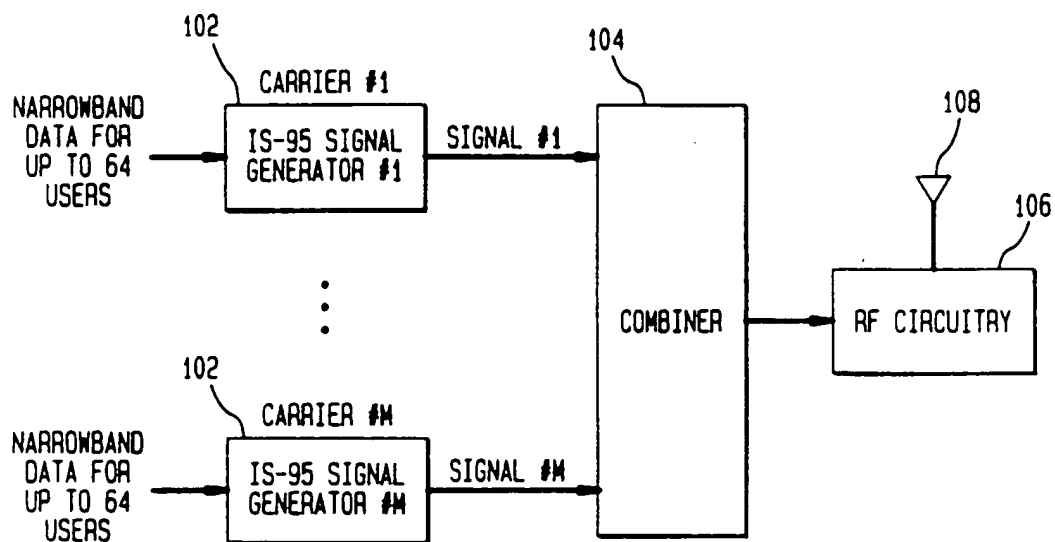 102
CARRIER #1
NARROWBAND
DATA FOR
UP TO 64
USERS
IS-95 SIGNAL
GENERATOR #1
SIGNAL #1
104
COMBINER
108
106
RF CIRCUITRY
102
CARRIER #M
NARROWBAND
DATA FOR
UP TO 64
USERS
IS-95 SIGNAL
GENERATOR #M
SIGNAL #M